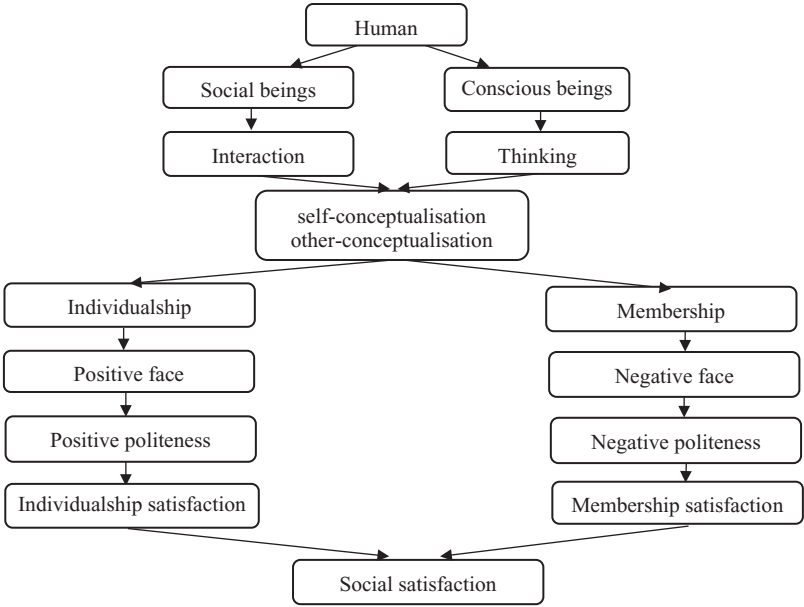 Human
Social beings
Conscious beings
Interaction
Thinking
self-conceptualisation
other-conceptualisation
Individualship
Membership
Positive face
Negative face
Positive politeness
Negative politeness
Individualship satisfaction
Membership satisfaction
Social satisfaction